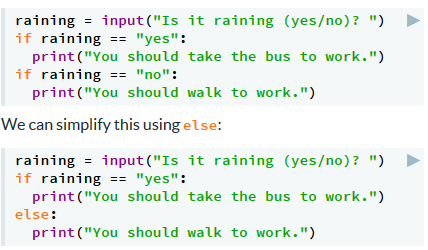 raining = input("Is it raining (yes/no)? ")
if raining == "yes":
  print("You should take the bus to work.")
if raining == "no":
  print("You should walk to work.")
We can simplify this using else:
raining = input("Is it raining (yes/no)? ")
if raining == "yes":
  print("You should take the bus to work.")
else:
  print("You should walk to work.")